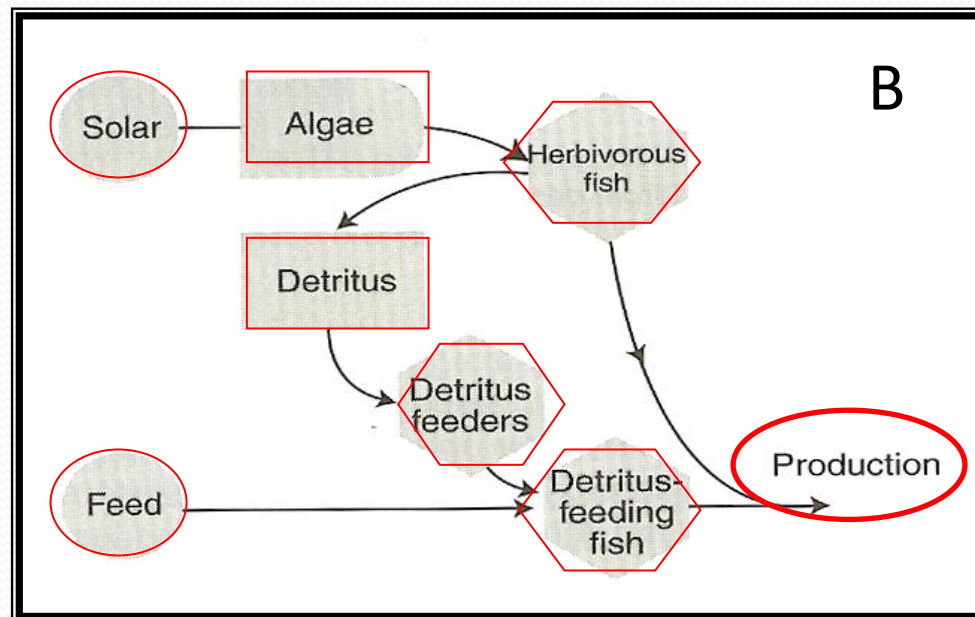 B
Solar
Algae
Herbivorous
fish
Detritus
Detritus
feeders
Feed
Detritus-
feeding
fish
Production